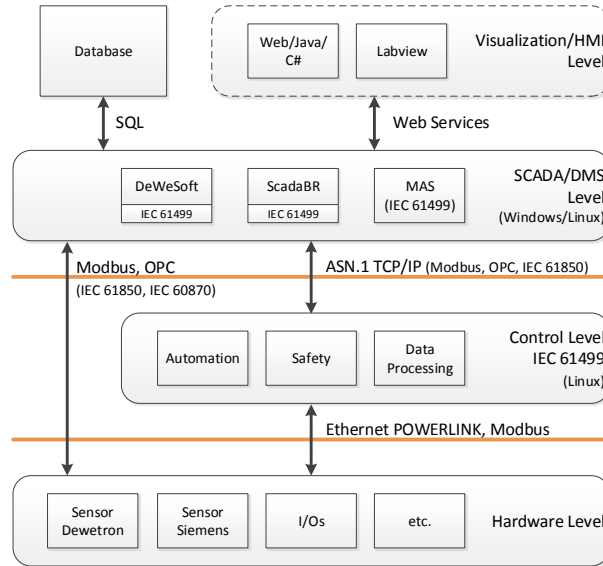 Database
Web/Java/
C#
Labview
Visualization/HMI
Level
SQL
Web Services
DeWeSoft
IEC 61499
ScadaBR
IEC 61499
MAS
(IEC 61499)
SCADA/DMS
Level
(Windows/Linux)
Modbus, OPC
(IEC 61850, IEC 60870)
ASN.1 TCP/IP (Modbus, OPC, IEC 61850)
Automation
Safety
Data
Processing
Control Level
IEC 61499
(Linux)
Ethernet POWERLINK, Modbus
Sensor
Dewetron
Sensor
Siemens
I/Os
etc.
Hardware Level